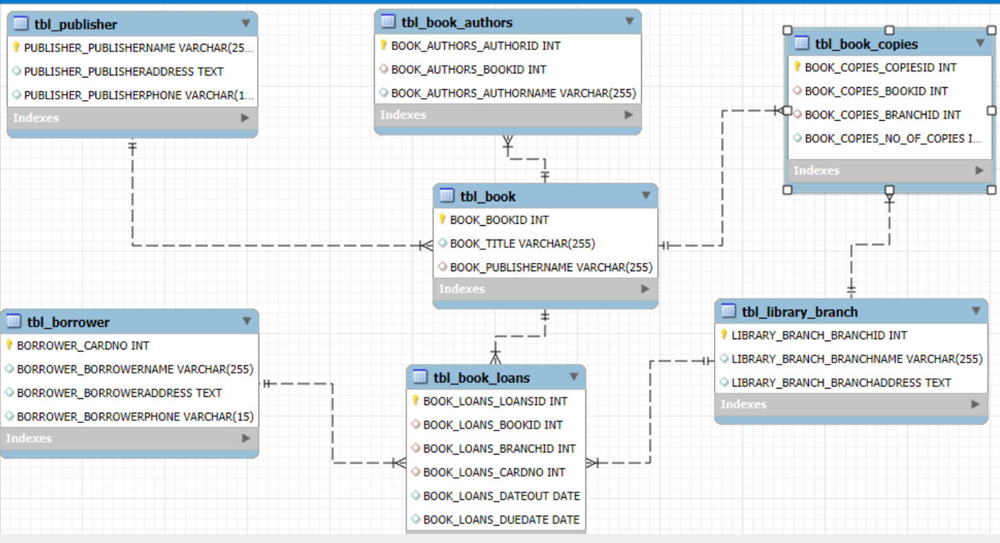 tbl_publisher
PUBLISHER_PUBLISHERNAME VARCHAR(25...
PUBLISHER_PUBLISHERADDRESS TEXT
PUBLISHER_PUBLISHERPHONE VARCHAR(1...
Indexes
tbl_book_authors
BOOK_AUTHORS_AUTHORID INT
BOOK_AUTHORS_BOOKID INT
BOOK_AUTHORS_AUTHORNAME VARCHAR(255)
Indexes
tbl_book_copies
BOOK_COPIES_COPIESID INT
BOOK_COPIES_BOOKID INT
BOOK_COPIES_BRANCHID INT
BOOK_COPIES_NO_OF_COPIES I...
Indexes
tbl_book
BOOK_BOOKID INT
BOOK_TITLE VARCHAR(255)
BOOK_PUBLISHERNAME VARCHAR(255)
Indexes
tbl_borrower
BORROWER_CARDNO INT
BORROWER_BORROWERNAME VARCHAR(255)
BORROWER_BORROWERADDRESS TEXT
BORROWER_BORROWERPHONE VARCHAR(15)
Indexes
tbl_book_loans
BOOK_LOANS_LOANSID INT
BOOK_LOANS_BOOKID INT
BOOK_LOANS_BRANCHID INT
BOOK_LOANS_CARDNO INT
BOOK_LOANS_DATEOUT DATE
BOOK_LOANS_DUEDATE DATE
tbl_library_branch
LIBRARY_BRANCH_BRANCHID INT
LIBRARY_BRANCH_BRANCHNAME VARCHAR(255)
LIBRARY_BRANCH_BRANCHADDRESS TEXT
Indexes